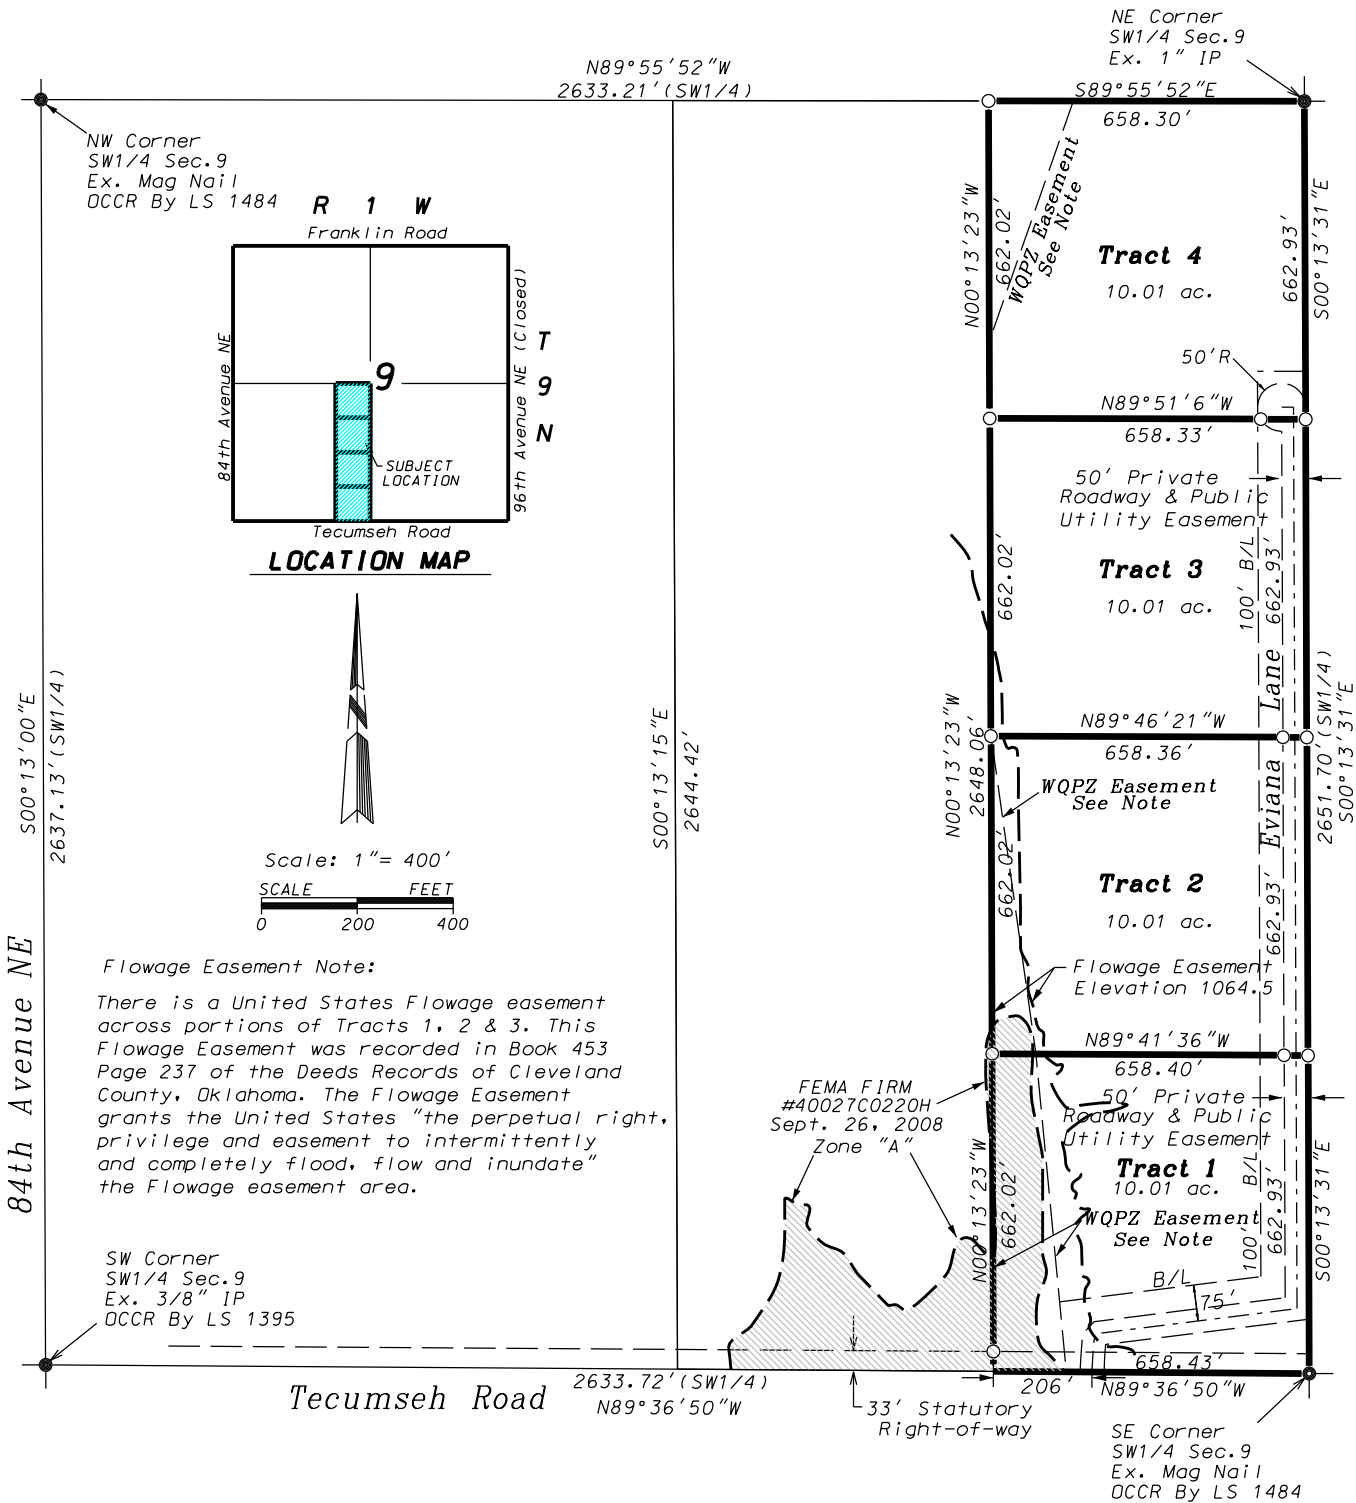 NE Corner
SW1/4 Sec.9
Ex. 1" IP
N89°55'52"W
2633.21'(SW1/4)
S89°55'52"E
658.30'
NW Corner
SW1/4 Sec.9
Ex. Mag Nail
OCCR By LS 1484
R 1 W
Franklin Road
84th Avenue NE
96th Avenue NE (Closed)
T
9
N
9
SUBJECT
LOCATION
Tecumseh Road
LOCATION MAP
N00°13'23"W
662.02'
WQPZ Easement
See Note
Tract 4
10.01 ac.
662.93'
S00°13'31"E
50'R
N89°51'6"W
658.33'
50' Private
Roadway & Public
Utility Easement
662.02'
Tract 3
10.01 ac.
100' B/L
662.93'
Eviana Lane
S00°13'00"E
2637.13'(SW1/4)
S00°13'15"E
2644.42'
N00°13'23"W
2648.06'
2651.70'(SW1/4)
S00°13'31"E
N89°46'21"W
658.36'
WQPZ Easement
See Note
662.02'
Tract 2
10.01 ac.
662.93'
Scale: 1"= 400'
SCALE FEET
0 200 400
Flowage Easement
Elevation 1064.5
84th Avenue NE
Flowage Easement Note:
There is a United States Flowage easement
across portions of Tracts 1, 2 & 3. This
Flowage Easement was recorded in Book 453
Page 237 of the Deeds Records of Cleveland
County, Oklahoma. The Flowage Easement
grants the United States "the perpetual right,
privilege and easement to intermittently
and completely flood, flow and inundate"
the Flowage easement area.
N89°41'36"W
658.40'
FEMA FIRM
#40027C0220H
Sept. 26, 2008
Zone "A"
50' Private
Roadway & Public
Utility Easement
N00°13'23"W
662.02'
Tract 1
10.01 ac.
WQPZ Easement
See Note
100' B/L
662.93'
S00°13'31"E
B/L
75'
SW Corner
SW1/4 Sec.9
Ex. 3/8" IP
OCCR By LS 1395
658.43'
Tecumseh Road
2633.72'(SW1/4)
N89°36'50"W
206'
N89°36'50"W
33' Statutory
Right-of-way
SE Corner
SW1/4 Sec.9
Ex. Mag Nail
OCCR By LS 1484